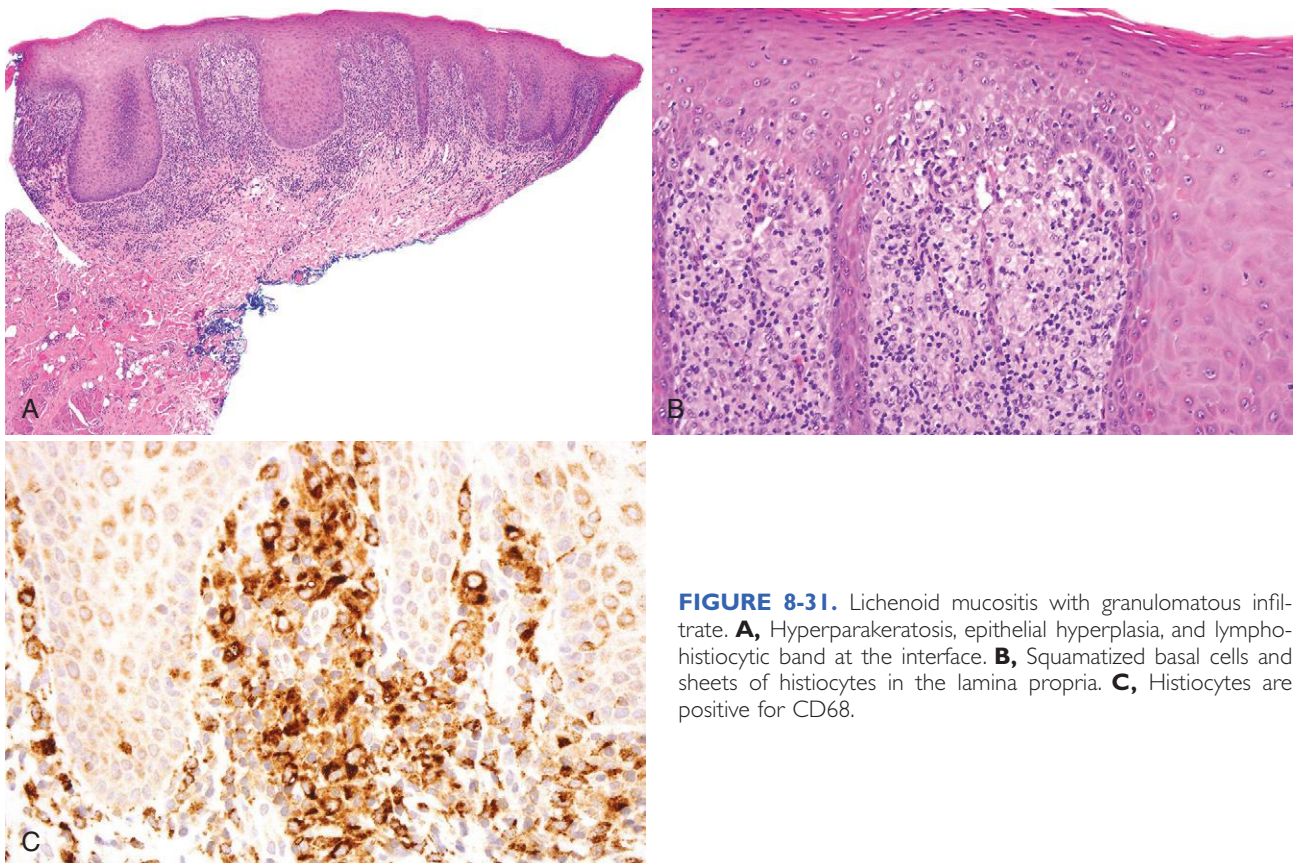 A
B
C
FIGURE 8-31. Lichenoid mucositis with granulomatous infil-
trate. A, Hyperparakeratosis, epithelial hyperplasia, and lympho-
histiocytic band at the interface. B, Squamatized basal cells and
sheets of histiocytes in the lamina propria. C, Histiocytes are
positive for CD68.